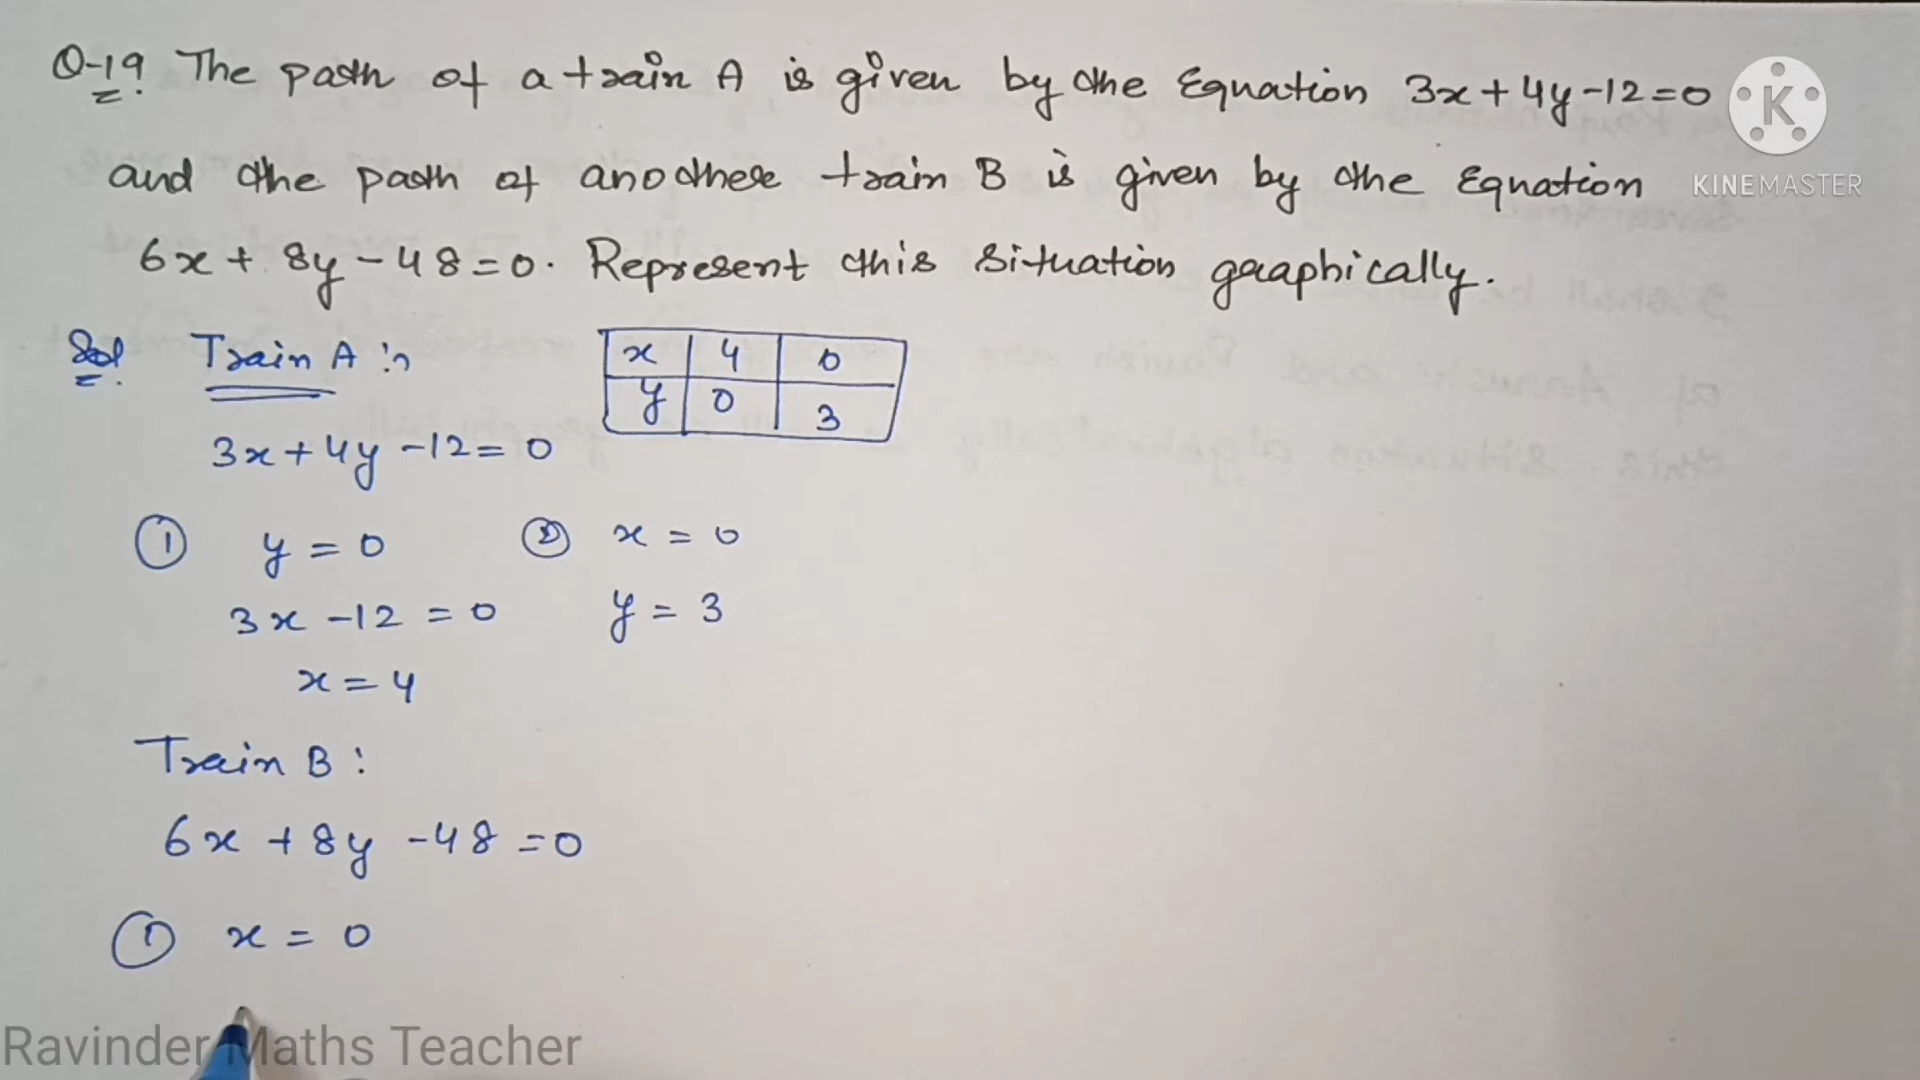 Q-19. The path of a train A is given by the Equation 3x + 4y - 12 = 0
and the path of another train B is given by the Equation
6x + 8y - 48 = 0. Represent this situation graphically.
K
KINEMASTER
Sol. Train A :
x | 4 | 0
y | 0 | 3
3x + 4y - 12 = 0
① y = 0 ② x = 0
3x - 12 = 0 y = 3
x = 4
Train B :
6x + 8y - 48 = 0
① x = 0
Ravinder Maths Teacher